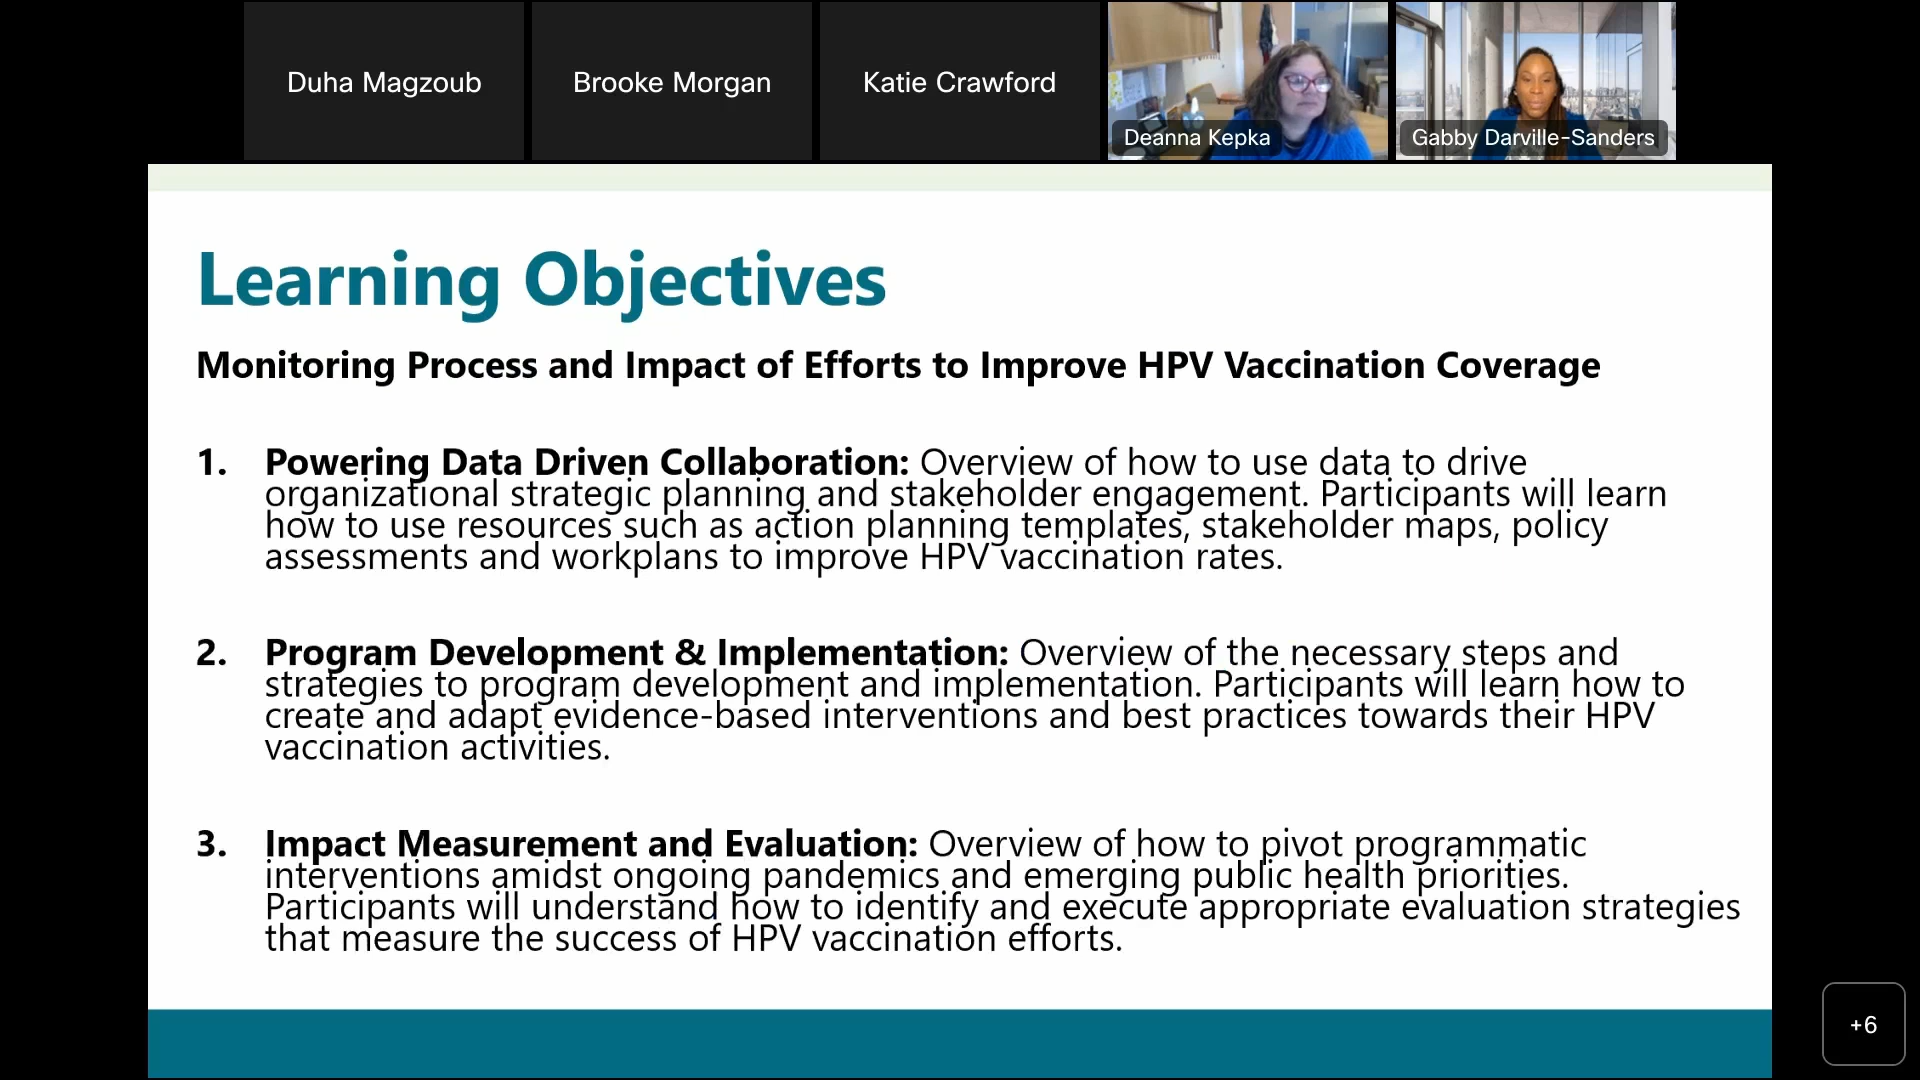 Duha Magzoub
Brooke Morgan
Katie Crawford
Deanna Kepka
Gabby Darville-Sanders
Learning Objectives
Monitoring Process and Impact of Efforts to Improve HPV Vaccination Coverage
1. Powering Data Driven Collaboration: Overview of how to use data to drive
organizational strategic planning and stakeholder engagement. Participants will learn
how to use resources such as action planning templates, stakeholder maps, policy
assessments and workplans to improve HPV vaccination rates.
2. Program Development & Implementation: Overview of the necessary steps and
strategies to program development and implementation. Participants will learn how to
create and adapt evidence-based interventions and best practices towards their HPV
vaccination activities.
3. Impact Measurement and Evaluation: Overview of how to pivot programmatic
interventions amidst ongoing pandemics and emerging public health priorities.
Participants will understand how to identify and execute appropriate evaluation strategies
that measure the success of HPV vaccination efforts.
+6